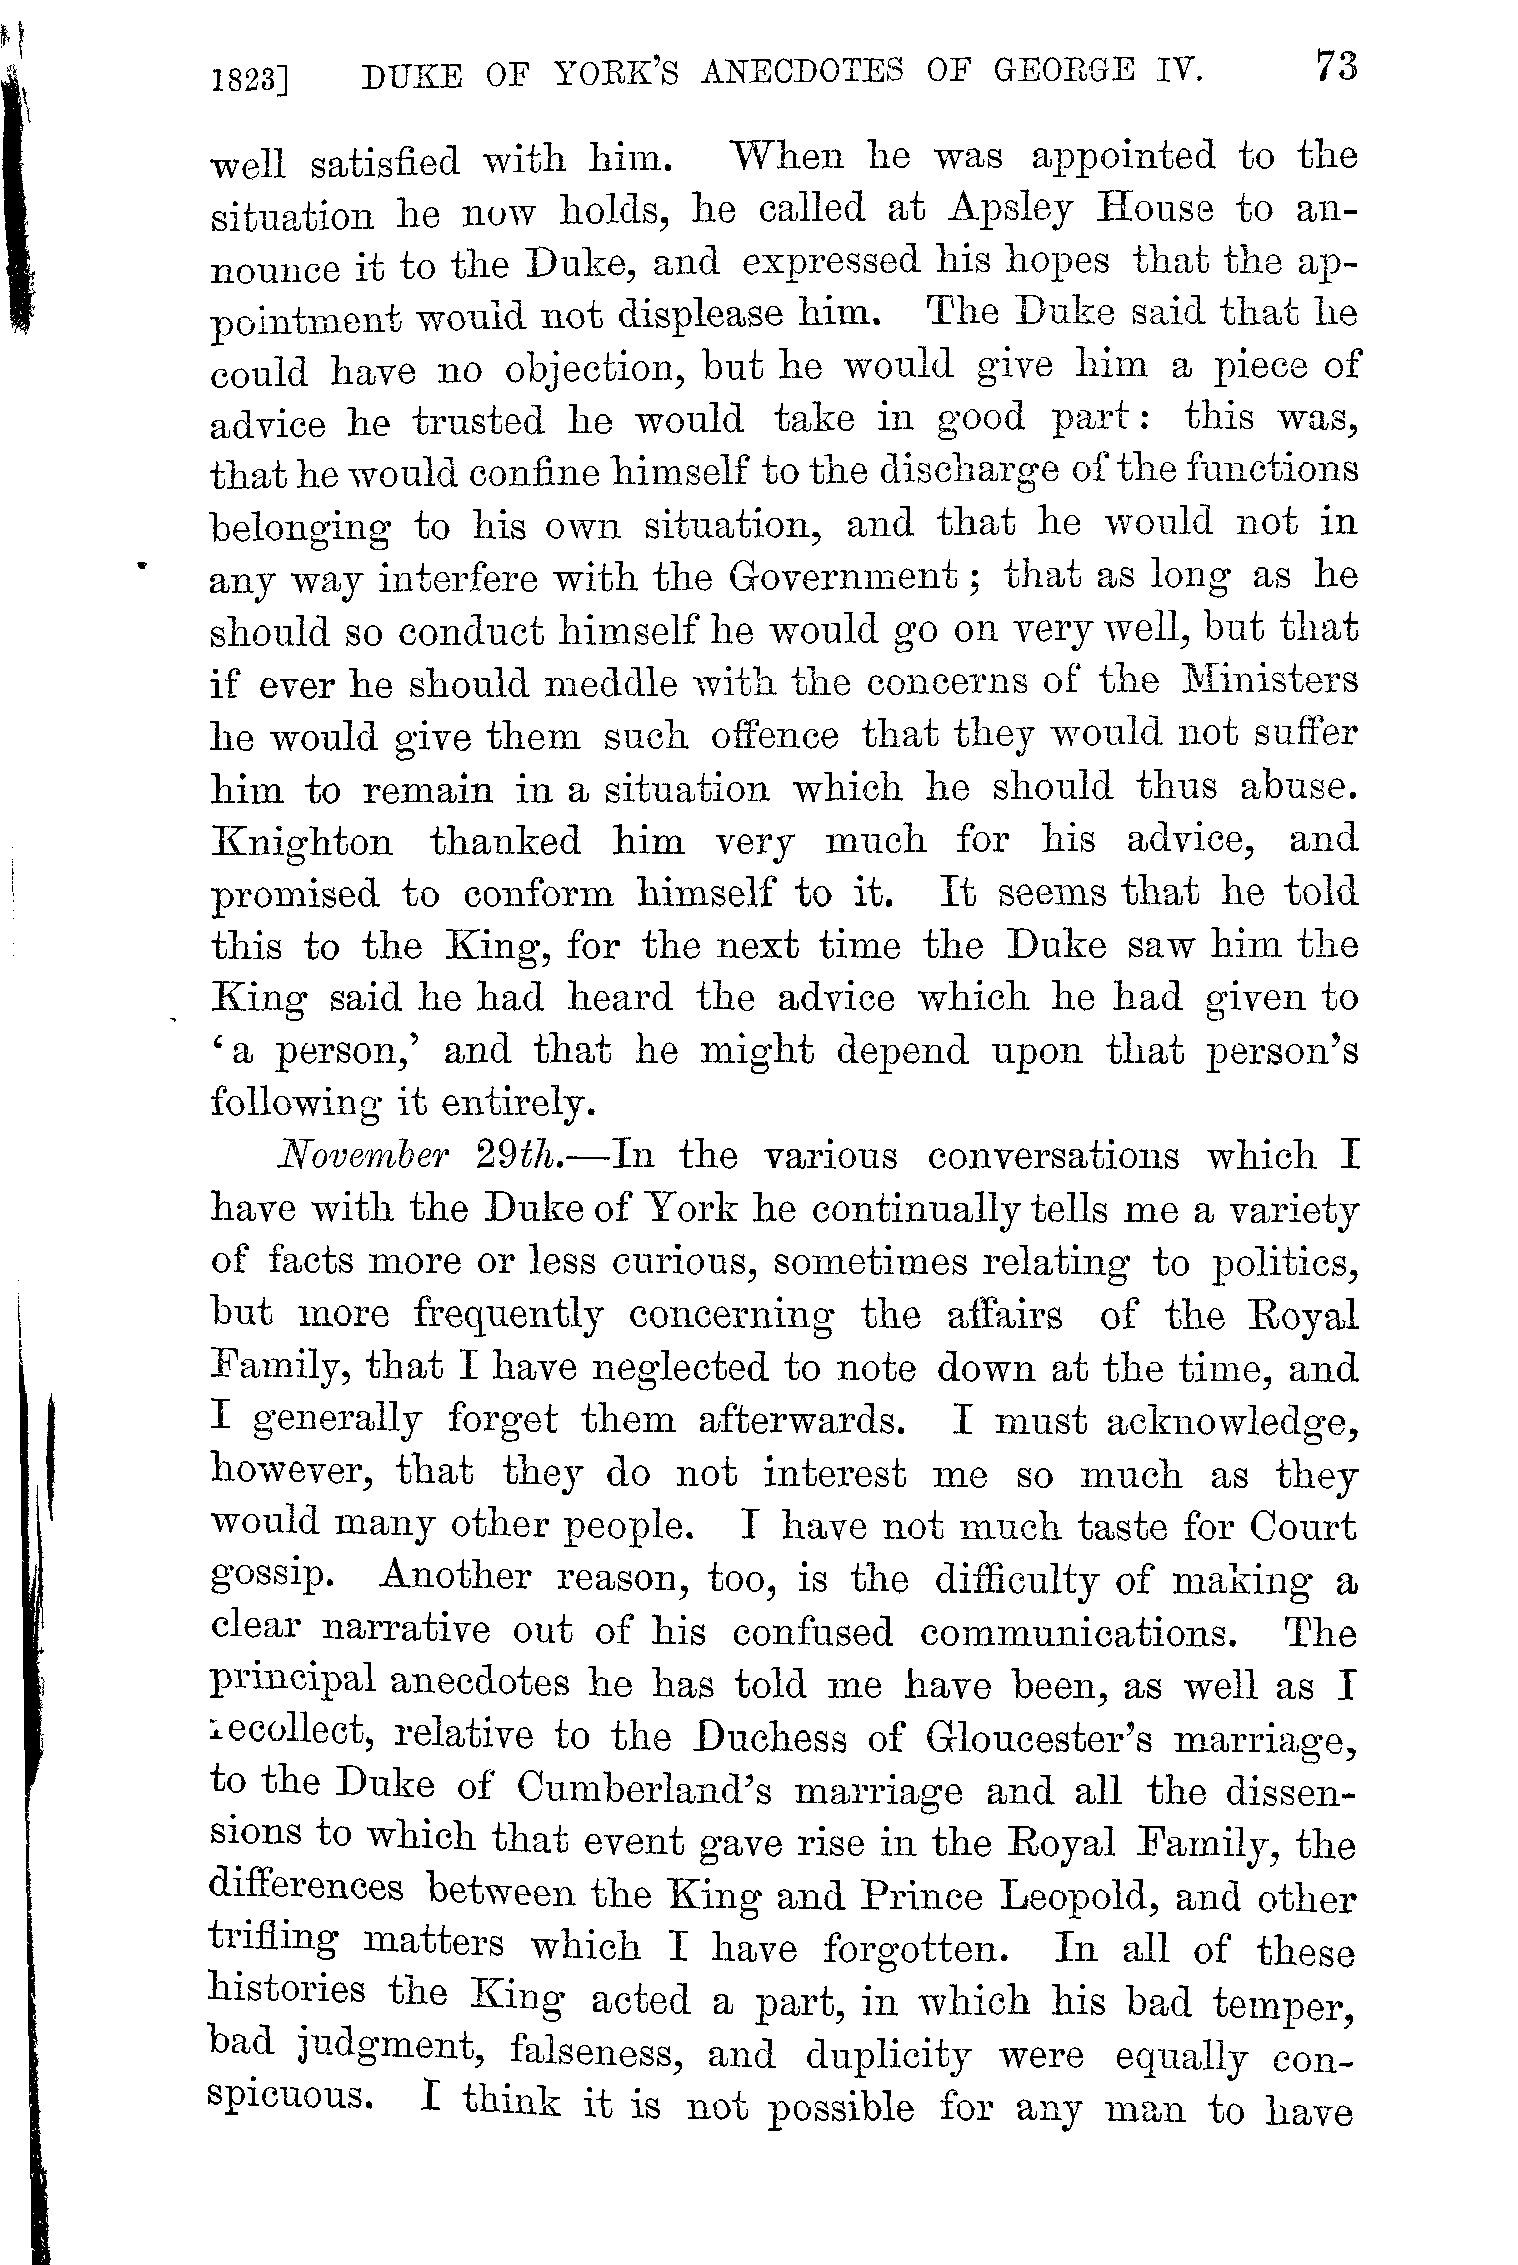 1823] DUKE OF YORK'S ANECDOTES OF GEORGE IV. 73
well satisfied with him. When he was appointed to the
situation he now holds, he called at Apsley House to an-
nounce it to the Duke, and expressed his hopes that the ap-
pointment would not displease him. The Duke said that he
could have no objection, but he would give him a piece of
advice he trusted he would take in good part: this was,
that he would confine himself to the discharge of the functions
belonging to his own situation, and that he would not in
any way interfere with the Government; that as long as he
should so conduct himself he would go on very well, but that
if ever he should meddle with the concerns of the Ministers
he would give them such offence that they would not suffer
him to remain in a situation which he should thus abuse.
Knighton thanked him very much for his advice, and
promised to conform himself to it. It seems that he told
this to the King, for the next time the Duke saw him the
King said he had heard the advice which he had given to
'a person,' and that he might depend upon that person's
following it entirely.
November 29th.—In the various conversations which I
have with the Duke of York he continually tells me a variety
of facts more or less curious, sometimes relating to politics,
but more frequently concerning the affairs of the Royal
Family, that I have neglected to note down at the time, and
I generally forget them afterwards. I must acknowledge,
however, that they do not interest me so much as they
would many other people. I have not much taste for Court
gossip. Another reason, too, is the difficulty of making a
clear narrative out of his confused communications. The
principal anecdotes he has told me have been, as well as I
recollect, relative to the Duchess of Gloucester's marriage,
to the Duke of Cumberland's marriage and all the dissen-
sions to which that event gave rise in the Royal Family, the
differences between the King and Prince Leopold, and other
trifling matters which I have forgotten. In all of these
histories the King acted a part, in which his bad temper,
bad judgment, falseness, and duplicity were equally con-
spicuous. I think it is not possible for any man to have